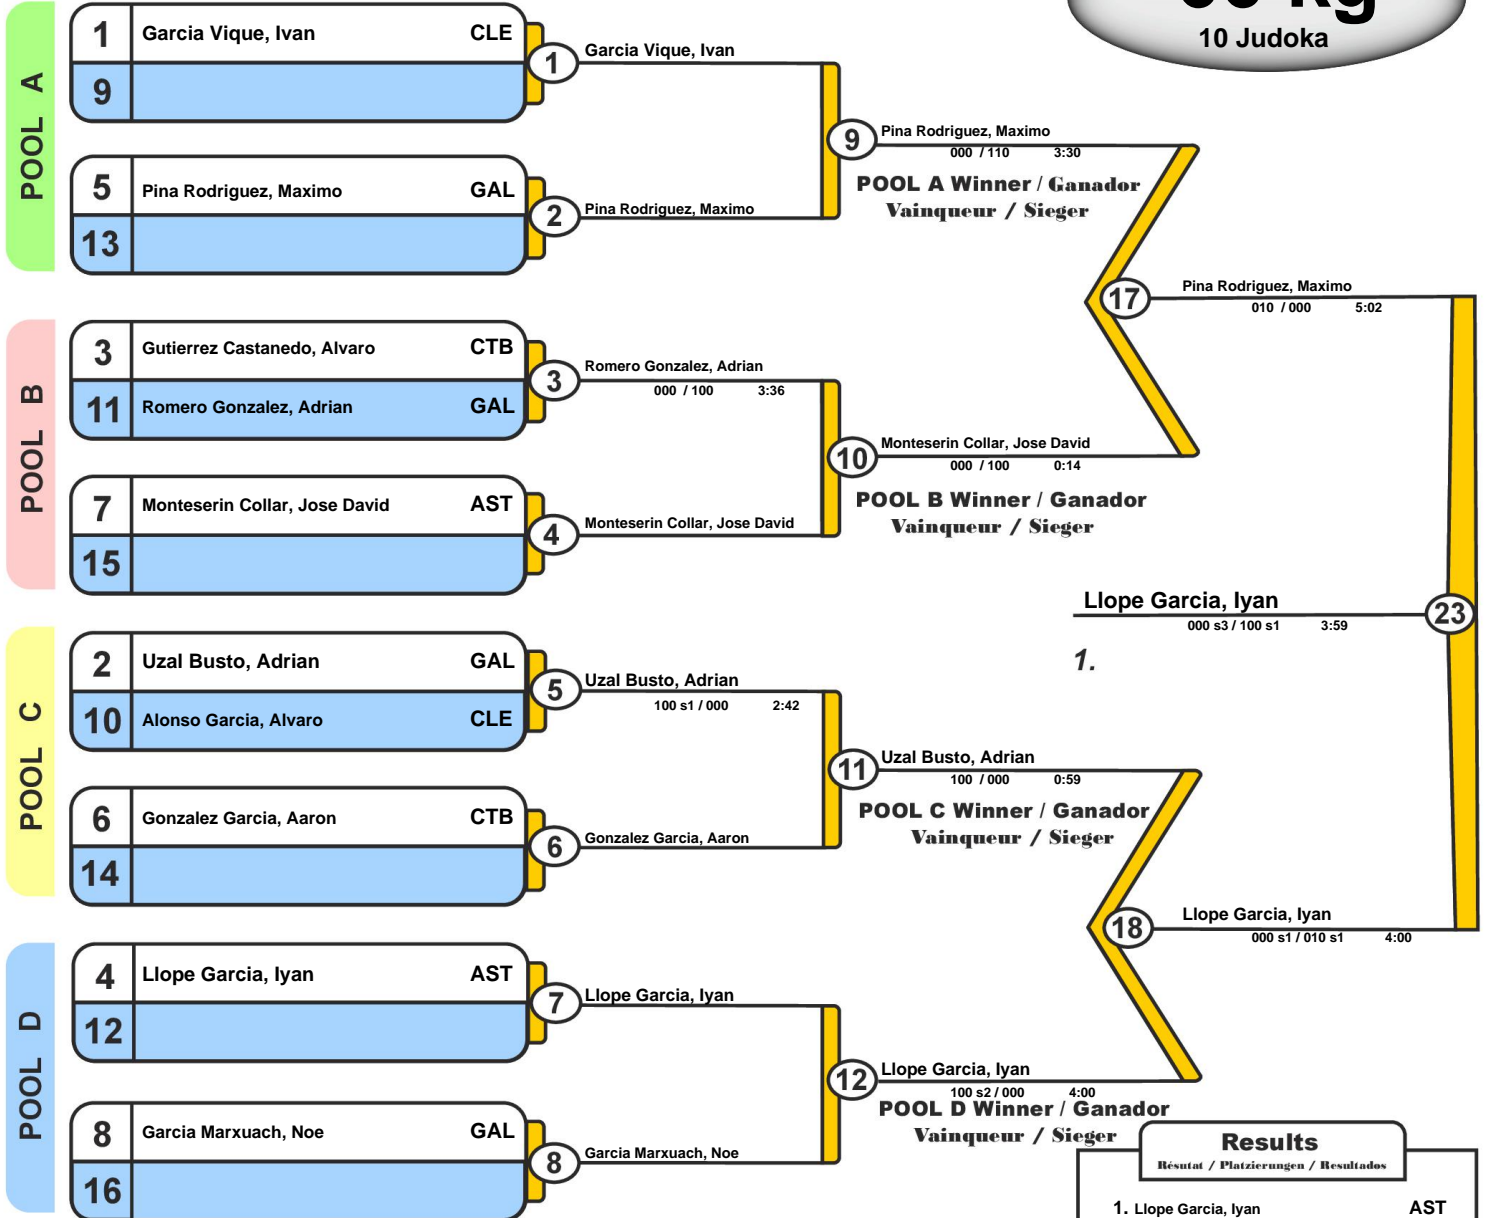 10 Judoka
POOL A
1 Garcia Vique, Ivan CLE
9
5 Pina Rodriguez, Maximo GAL
13
1 Garcia Vique, Ivan
2 Pina Rodriguez, Maximo
9 Pina Rodriguez, Maximo
000 / 110 3:30
POOL A Winner / Ganador
Vainqueur / Sieger
POOL B
3 Gutierrez Castanedo, Alvaro CTB
11 Romero Gonzalez, Adrian GAL
7 Monteserin Collar, Jose David AST
15
3 Romero Gonzalez, Adrian
000 / 100 3:36
4 Monteserin Collar, Jose David
10 Monteserin Collar, Jose David
000 / 100 0:14
POOL B Winner / Ganador
Vainqueur / Sieger
17 Pina Rodriguez, Maximo
010 / 000 5:02
Llope Garcia, Iyan 23
000 s3 / 100 s1 3:59
1.
POOL C
2 Uzal Busto, Adrian GAL
10 Alonso Garcia, Alvaro CLE
6 Gonzalez Garcia, Aaron CTB
14
5 Uzal Busto, Adrian
100 s1 / 000 2:42
6 Gonzalez Garcia, Aaron
11 Uzal Busto, Adrian
100 / 000 0:59
POOL C Winner / Ganador
Vainqueur / Sieger
18 Llope Garcia, Iyan
000 s1 / 010 s1 4:00
POOL D
4 Llope Garcia, Iyan AST
12
8 Garcia Marxuach, Noe GAL
16
7 Llope Garcia, Iyan
8 Garcia Marxuach, Noe
12 Llope Garcia, Iyan
100 s2 / 000 4:00
POOL D Winner / Ganador
Vainqueur / Sieger
Results
Résutat / Platzierungen / Resultados
1. Llope Garcia, Iyan AST